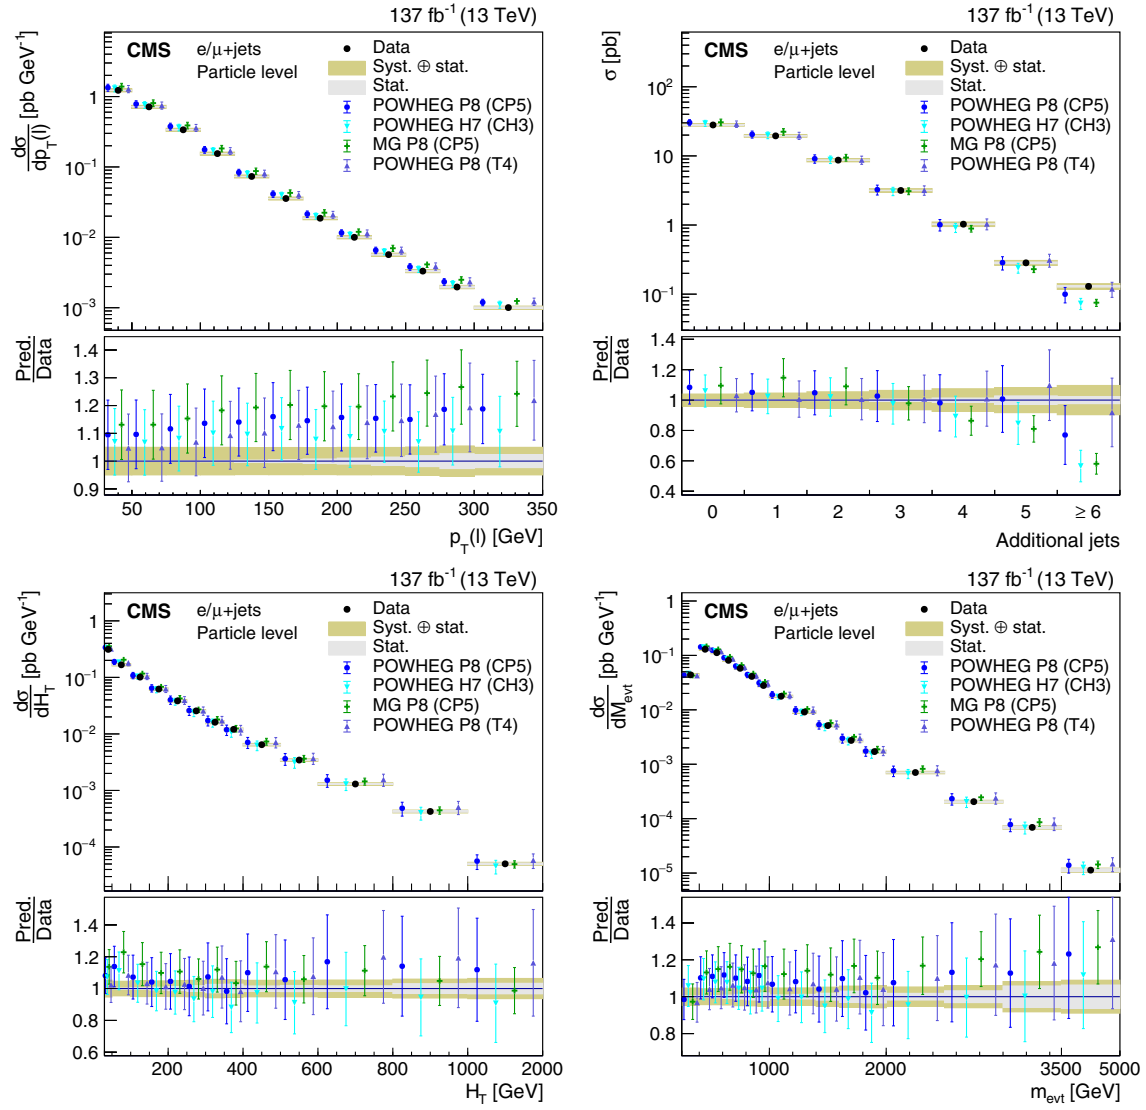 137 fb⁻¹ (13 TeV)
CMS
e/μ+jets
Particle level
Data
Syst. ⊕ stat.
Stat.
POWHEG P8 (CP5)
POWHEG H7 (CH3)
MG P8 (CP5)
POWHEG P8 (T4)
dσ/dp_T(l) [pb GeV⁻¹]
1
10⁻¹
10⁻²
10⁻³
Pred./Data
1.4
1.3
1.2
1.1
1
0.9
50 100 150 200 250 300 350
p_T(l) [GeV]
137 fb⁻¹ (13 TeV)
CMS
e/μ+jets
Particle level
Data
Syst. ⊕ stat.
Stat.
POWHEG P8 (CP5)
POWHEG H7 (CH3)
MG P8 (CP5)
POWHEG P8 (T4)
σ [pb]
10²
10
1
10⁻¹
Pred./Data
1.4
1.2
1
0.8
0.6
0.4
0 1 2 3 4 5 ≥ 6
Additional jets
137 fb⁻¹ (13 TeV)
CMS
e/μ+jets
Particle level
Data
Syst. ⊕ stat.
Stat.
POWHEG P8 (CP5)
POWHEG H7 (CH3)
MG P8 (CP5)
POWHEG P8 (T4)
dσ/dH_T [pb GeV⁻¹]
1
10⁻¹
10⁻²
10⁻³
10⁻⁴
Pred./Data
1.4
1.2
1
0.8
0.6
200 400 600 800 1000 2000
H_T [GeV]
137 fb⁻¹ (13 TeV)
CMS
e/μ+jets
Particle level
Data
Syst. ⊕ stat.
Stat.
POWHEG P8 (CP5)
POWHEG H7 (CH3)
MG P8 (CP5)
POWHEG P8 (T4)
dσ/dM_evt [pb GeV⁻¹]
1
10⁻¹
10⁻²
10⁻³
10⁻⁴
10⁻⁵
Pred./Data
1.4
1.2
1
0.8
1000 2000 3500 5000
m_evt [GeV]